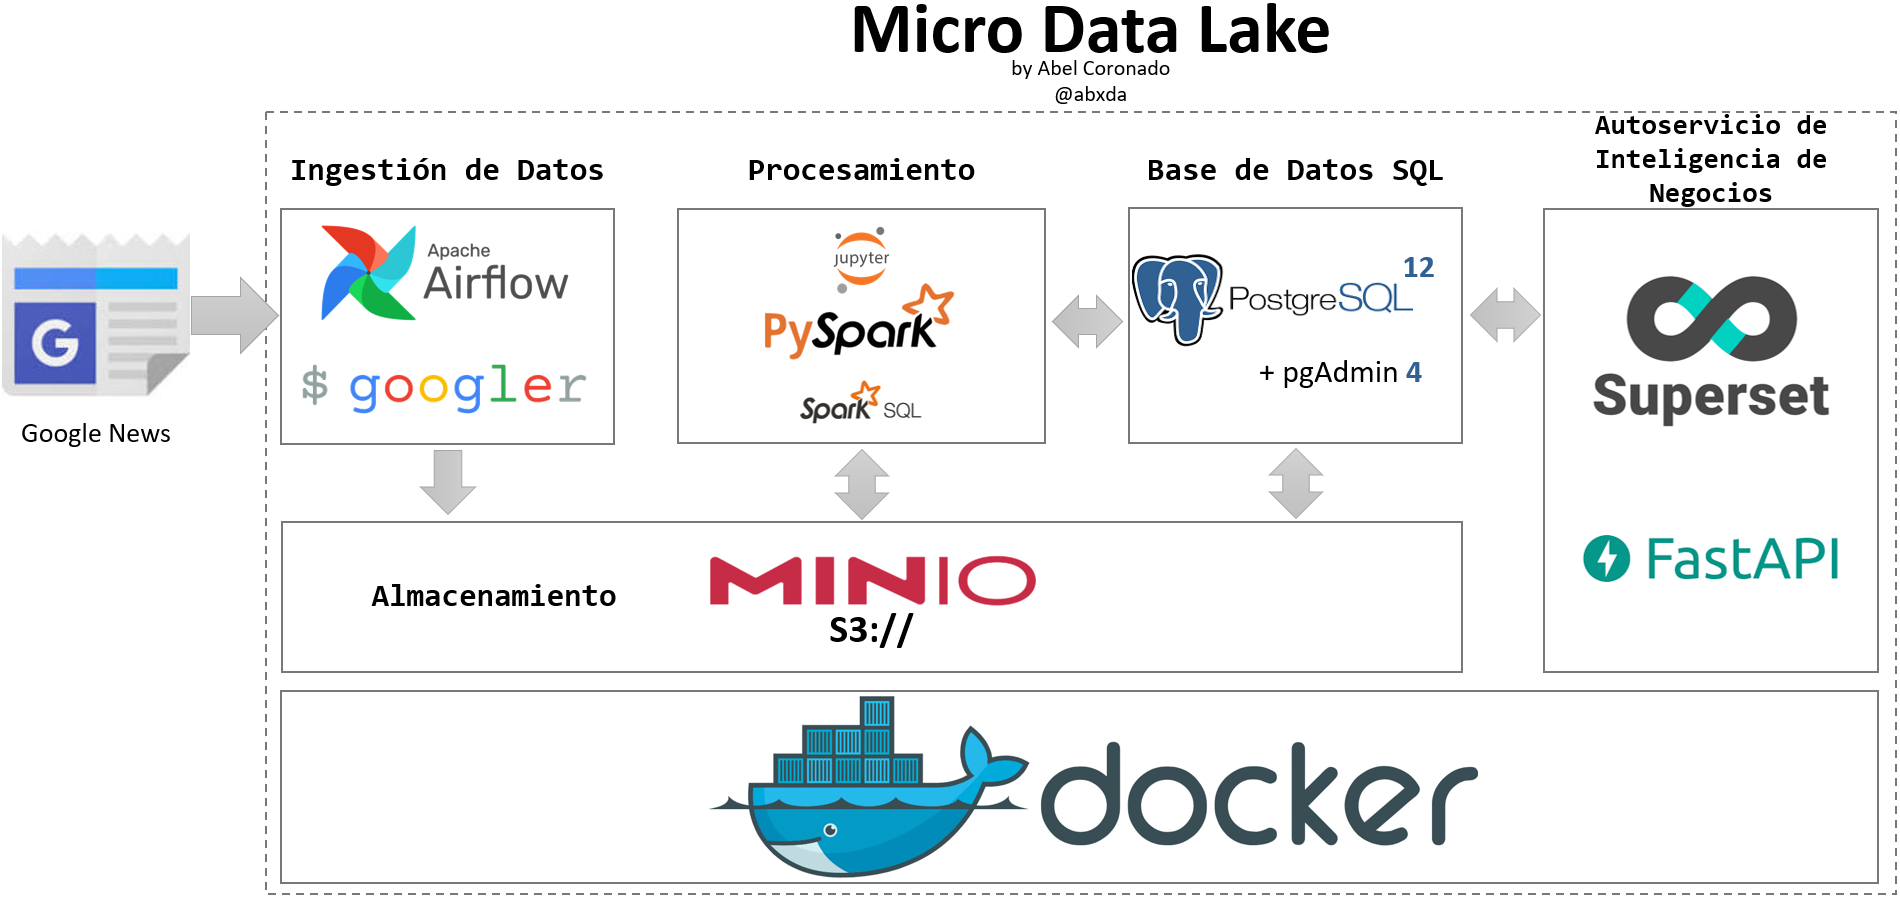 Micro Data Lake
by Abel Coronado
@abxda
Autoservicio de
Inteligencia de
Negocios
Ingestión de Datos
Procesamiento
Base de Datos SQL
G
Google News
Apache
Airflow
$ googler
jupyter
PySpark
Spark SQL
PostgreSQL 12
+ pgAdmin 4
Superset
FastAPI
Almacenamiento
MINIO
S3://
docker